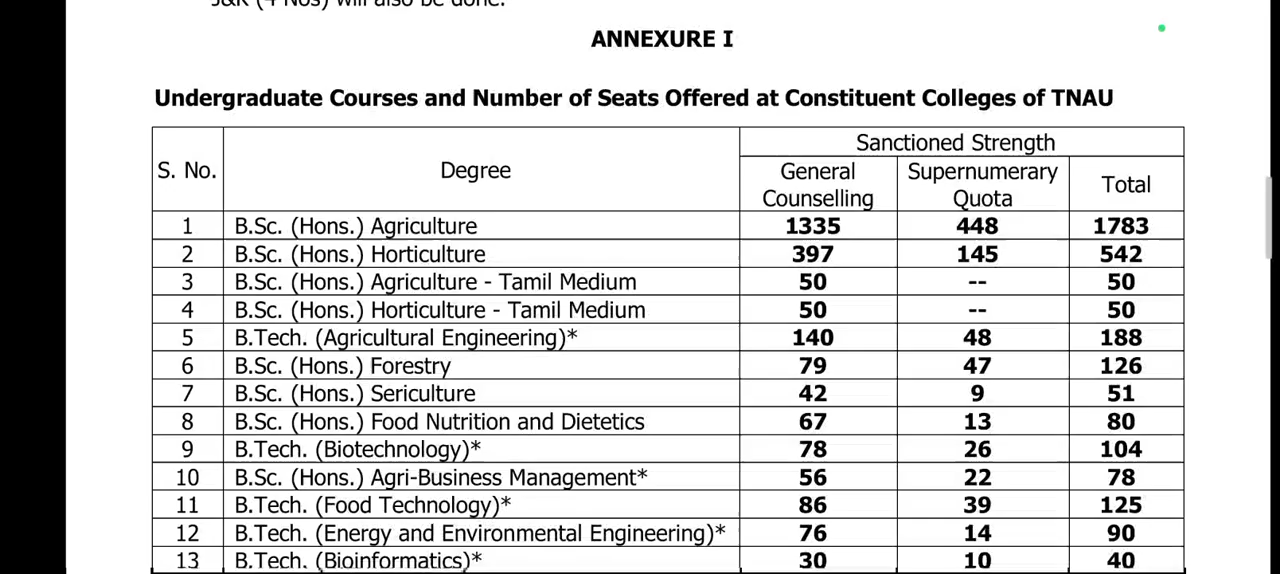 J&K (4 Nos) will also be done.
ANNEXURE I
Undergraduate Courses and Number of Seats Offered at Constituent Colleges of TNAU
S. No. Degree Sanctioned Strength
General Counselling Supernumerary Quota Total
1 B.Sc. (Hons.) Agriculture 1335 448 1783
2 B.Sc. (Hons.) Horticulture 397 145 542
3 B.Sc. (Hons.) Agriculture - Tamil Medium 50 -- 50
4 B.Sc. (Hons.) Horticulture - Tamil Medium 50 -- 50
5 B.Tech. (Agricultural Engineering)* 140 48 188
6 B.Sc. (Hons.) Forestry 79 47 126
7 B.Sc. (Hons.) Sericulture 42 9 51
8 B.Sc. (Hons.) Food Nutrition and Dietetics 67 13 80
9 B.Tech. (Biotechnology)* 78 26 104
10 B.Sc. (Hons.) Agri-Business Management* 56 22 78
11 B.Tech. (Food Technology)* 86 39 125
12 B.Tech. (Energy and Environmental Engineering)* 76 14 90
13 B.Tech. (Bioinformatics)* 30 10 40